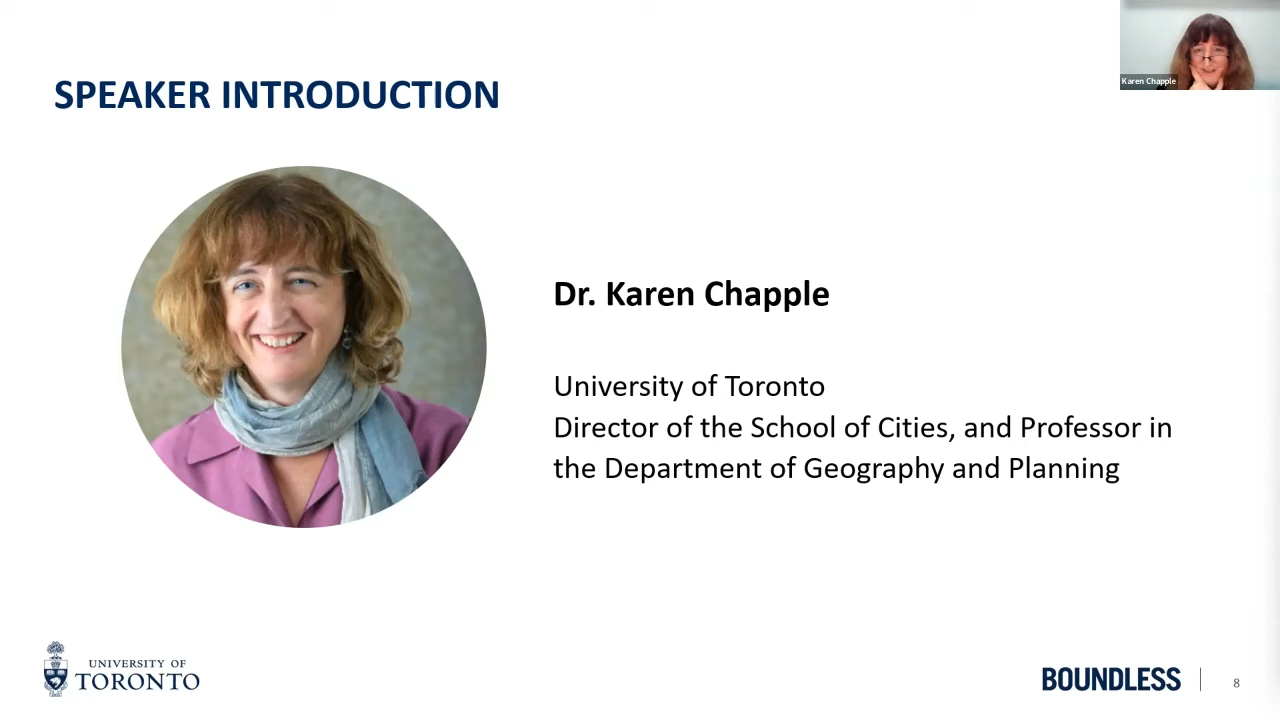 Karen Chapple
SPEAKER INTRODUCTION
Dr. Karen Chapple
University of Toronto
Director of the School of Cities, and Professor in
the Department of Geography and Planning
UNIVERSITY OF
TORONTO
BOUNDLESS
8